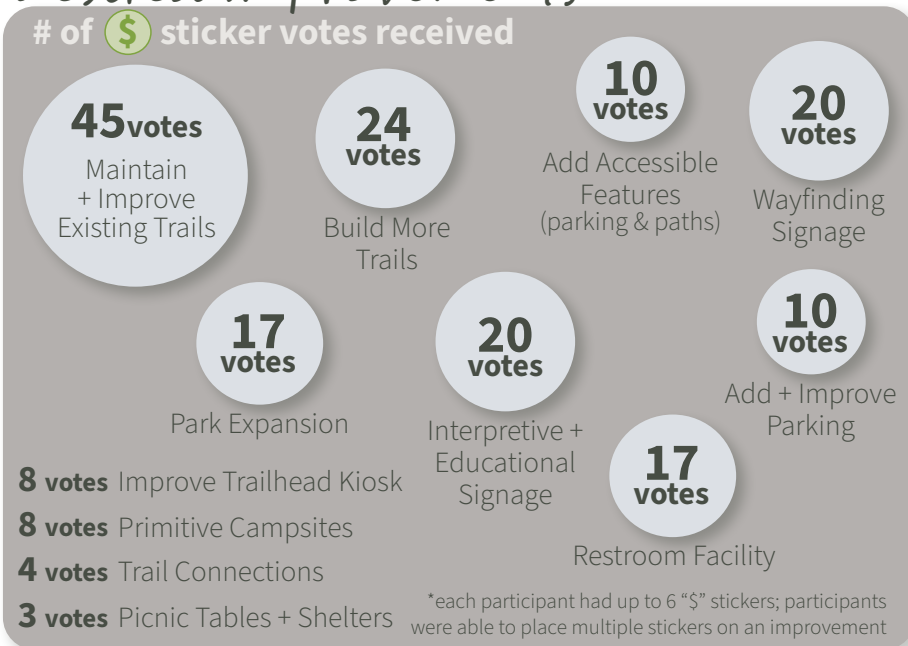 # of $ sticker votes received
45 votes
Maintain
+ Improve
Existing Trails
24
votes
Build More
Trails
10
votes
Add Accessible
Features
(parking & paths)
20
votes
Wayfinding
Signage
17
votes
Park Expansion
20
votes
Interpretive +
Educational
Signage
10
votes
Add + Improve
Parking
17
votes
Restroom Facility
8 votes Improve Trailhead Kiosk
8 votes Primitive Campsites
4 votes Trail Connections
3 votes Picnic Tables + Shelters
*each participant had up to 6 “$” stickers; participants
were able to place multiple stickers on an improvement